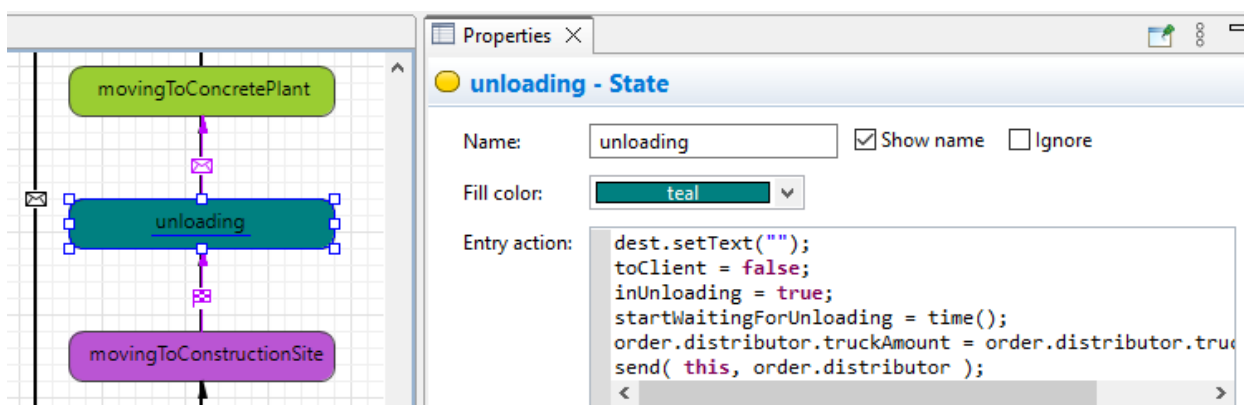 movingToConcretePlant
unloading
movingToConstructionSite
Properties
unloading - State
Name: unloading Show name Ignore
Fill color: teal
Entry action: dest.setText("");
toClient = false;
inUnloading = true;
startWaitingForUnloading = time();
order.distributor.truckAmount = order.distributor.truc
send( this, order.distributor );